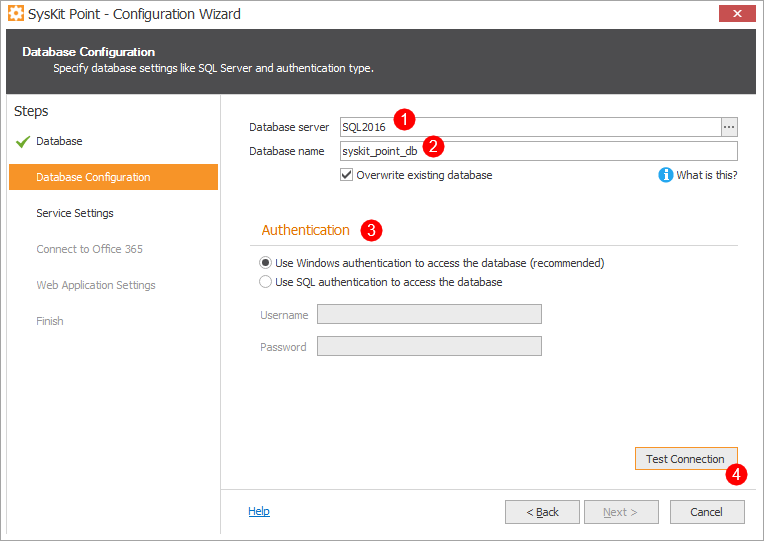 SysKit Point - Configuration Wizard
Database Configuration
Specify database settings like SQL Server and authentication type.
Steps
Database
Database Configuration
Service Settings
Connect to Office 365
Web Application Settings
Finish
Database server SQL2016 1 ...
Database name syskit_point_db 2
Overwrite existing database
i What is this?
Authentication 3
Use Windows authentication to access the database (recommended)
Use SQL authentication to access the database
Username
Password
Test Connection 4
Help
< Back
Next >
Cancel